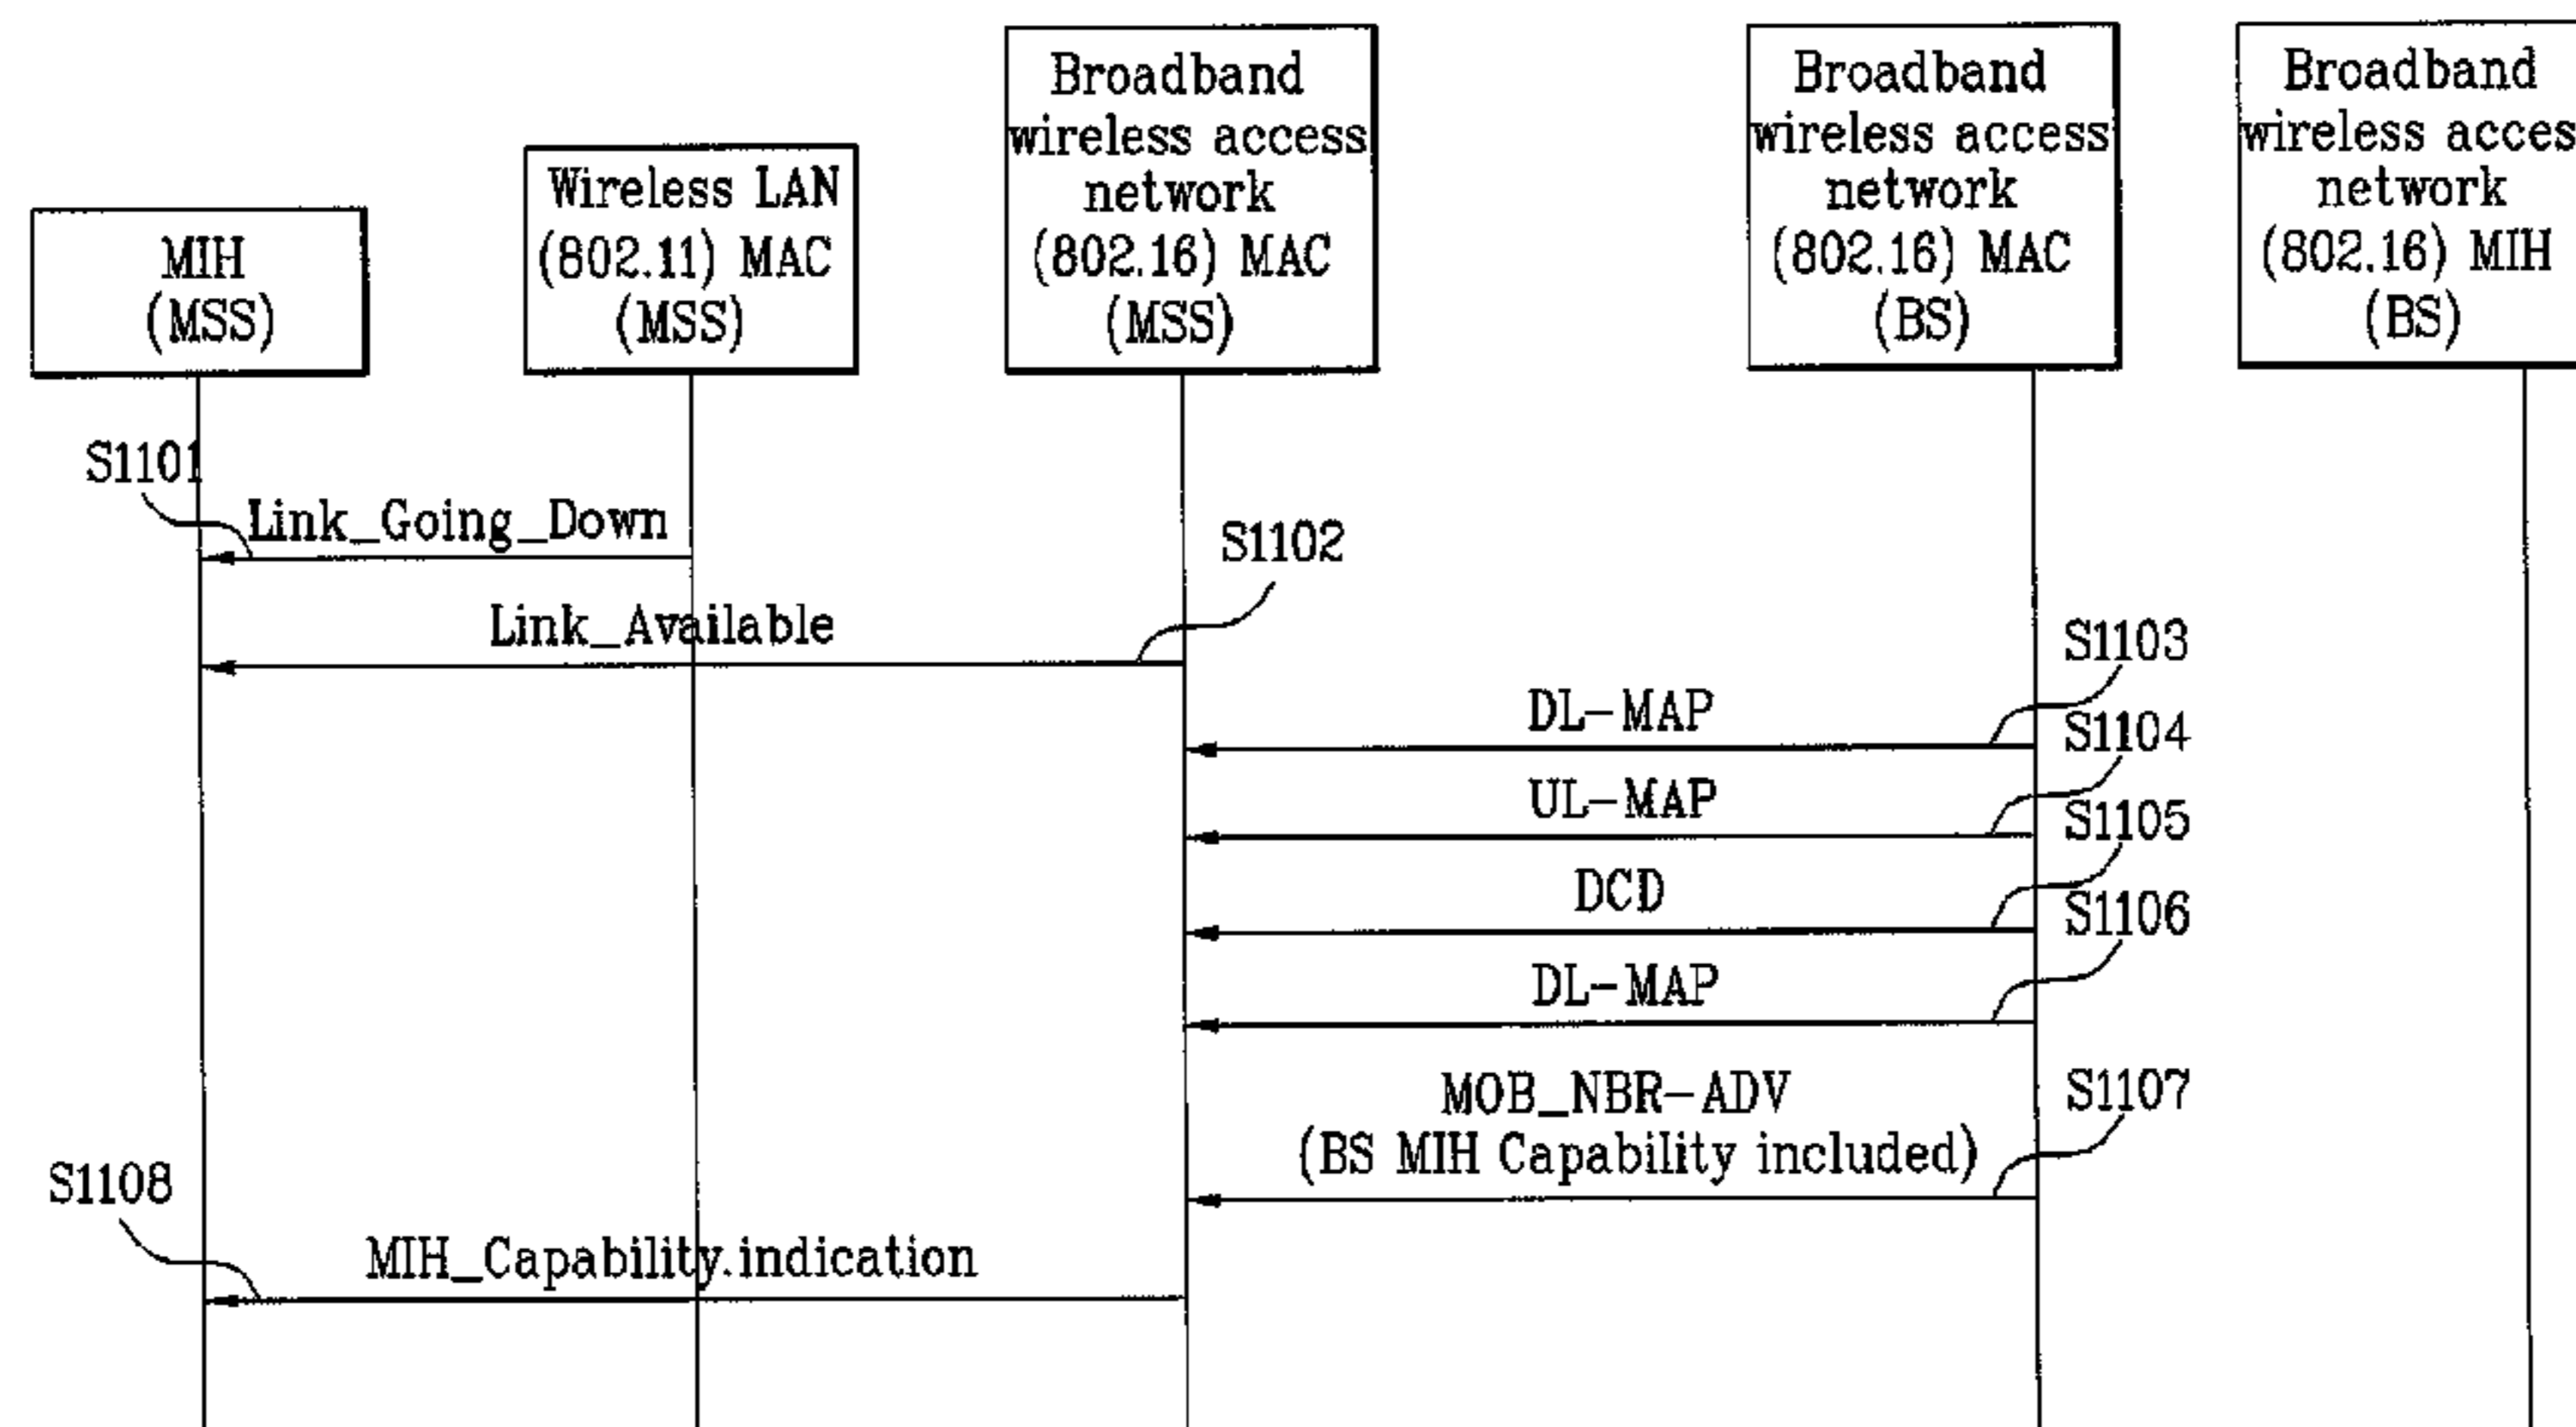 MIH
(MSS)
Wireless LAN
(802.11) MAC
(MSS)
Broadband
wireless access
network
(802.16) MAC
(MSS)
Broadband
wireless access
network
(802.16) MAC
(BS)
Broadband
wireless acces
network
(802.16) MIH
(BS)
S1101
Link_Going_Down
S1102
Link_Available
S1103
DL-MAP
S1104
UL-MAP
S1105
DCD
S1106
DL-MAP
S1107
MOB_NBR-ADV
(BS MIH Capability included)
S1108
MIH_Capability.indication